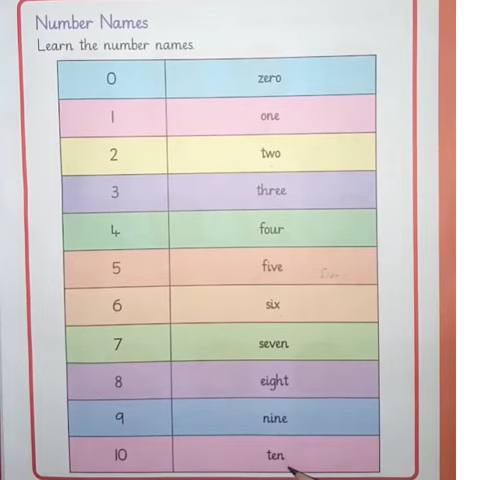 Number Names
Learn the number names.
0 zero
1 one
2 two
3 three
4 four
5 five
6 six
7 seven
8 eight
9 nine
10 ten